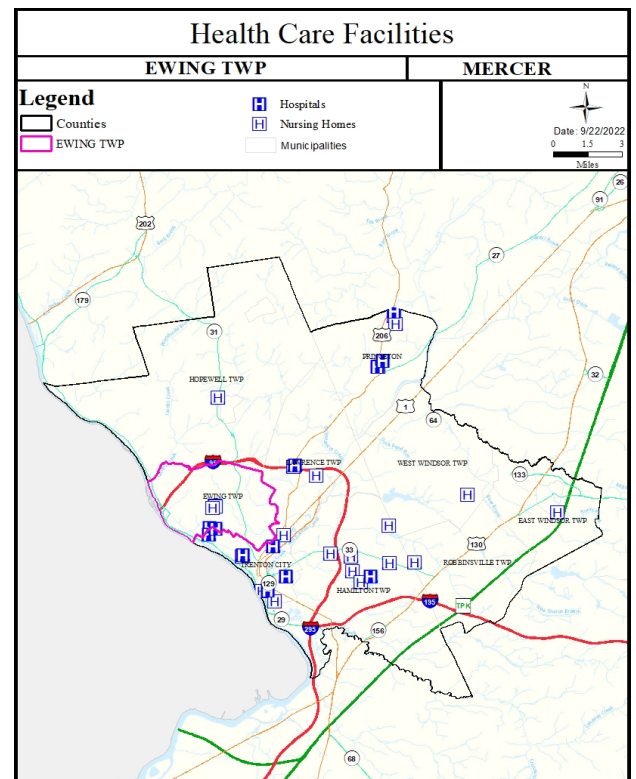 Health Care Facilities
EWING TWP
MERCER
Legend
Counties
EWING TWP
H Hospitals
H Nursing Homes
Municipalities
N
Date: 9/22/2022
0 1.5 3
Miles
26
91
202
27
179
31
206
PRINCETON
32
HOPEWELL TWP
1
64
LAWRENCE TWP
WEST WINDSOR TWP
133
EWING TWP
EAST WINDSOR TWP
130
33
TRENTON CITY
ROBBINSVILLE TWP
129
HAMILTON TWP
195
TPK
29
295
156
68